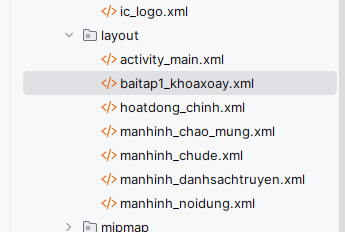 ic_logo.xml
layout
activity_main.xml
baitap1_khoaxoay.xml
hoatdong_chinh.xml
manhinh_chao_mung.xml
manhinh_chude.xml
manhinh_danhsachtruyen.xml
manhinh_noidung.xml
mipmap